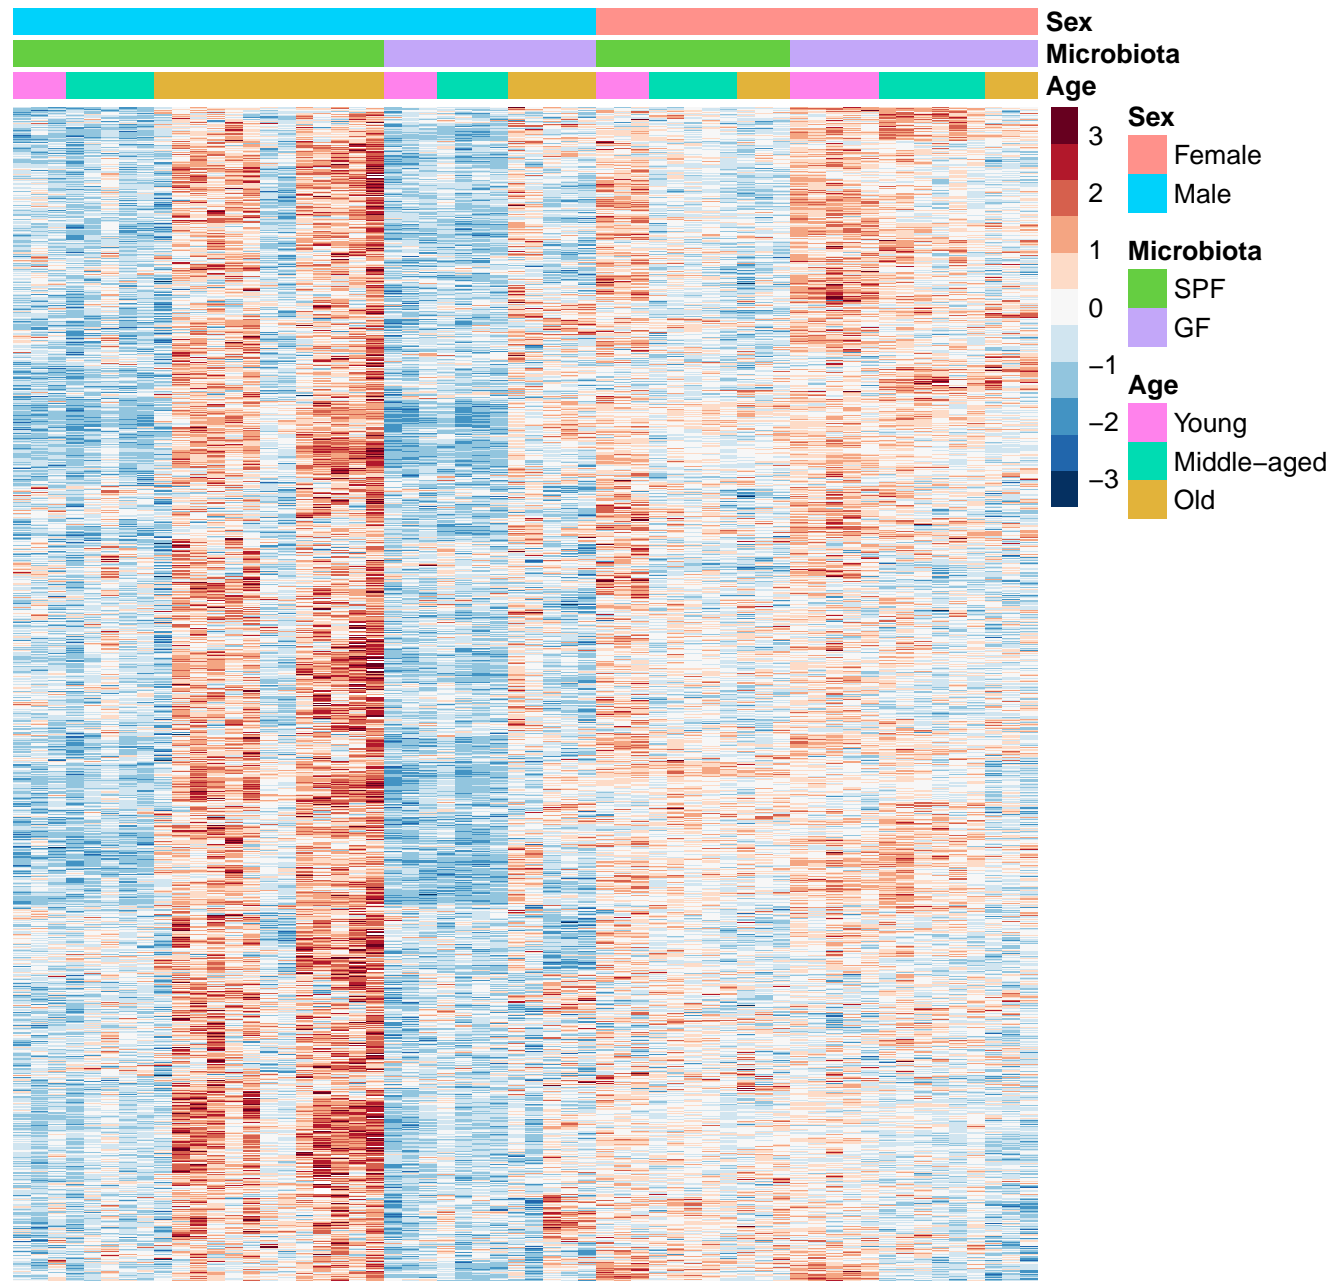 Sex
Microbiota
Age
3
2
1
0
−1
−2
−3
Sex
Female
Male
Microbiota
SPF
GF
Age
Young
Middle−aged
Old